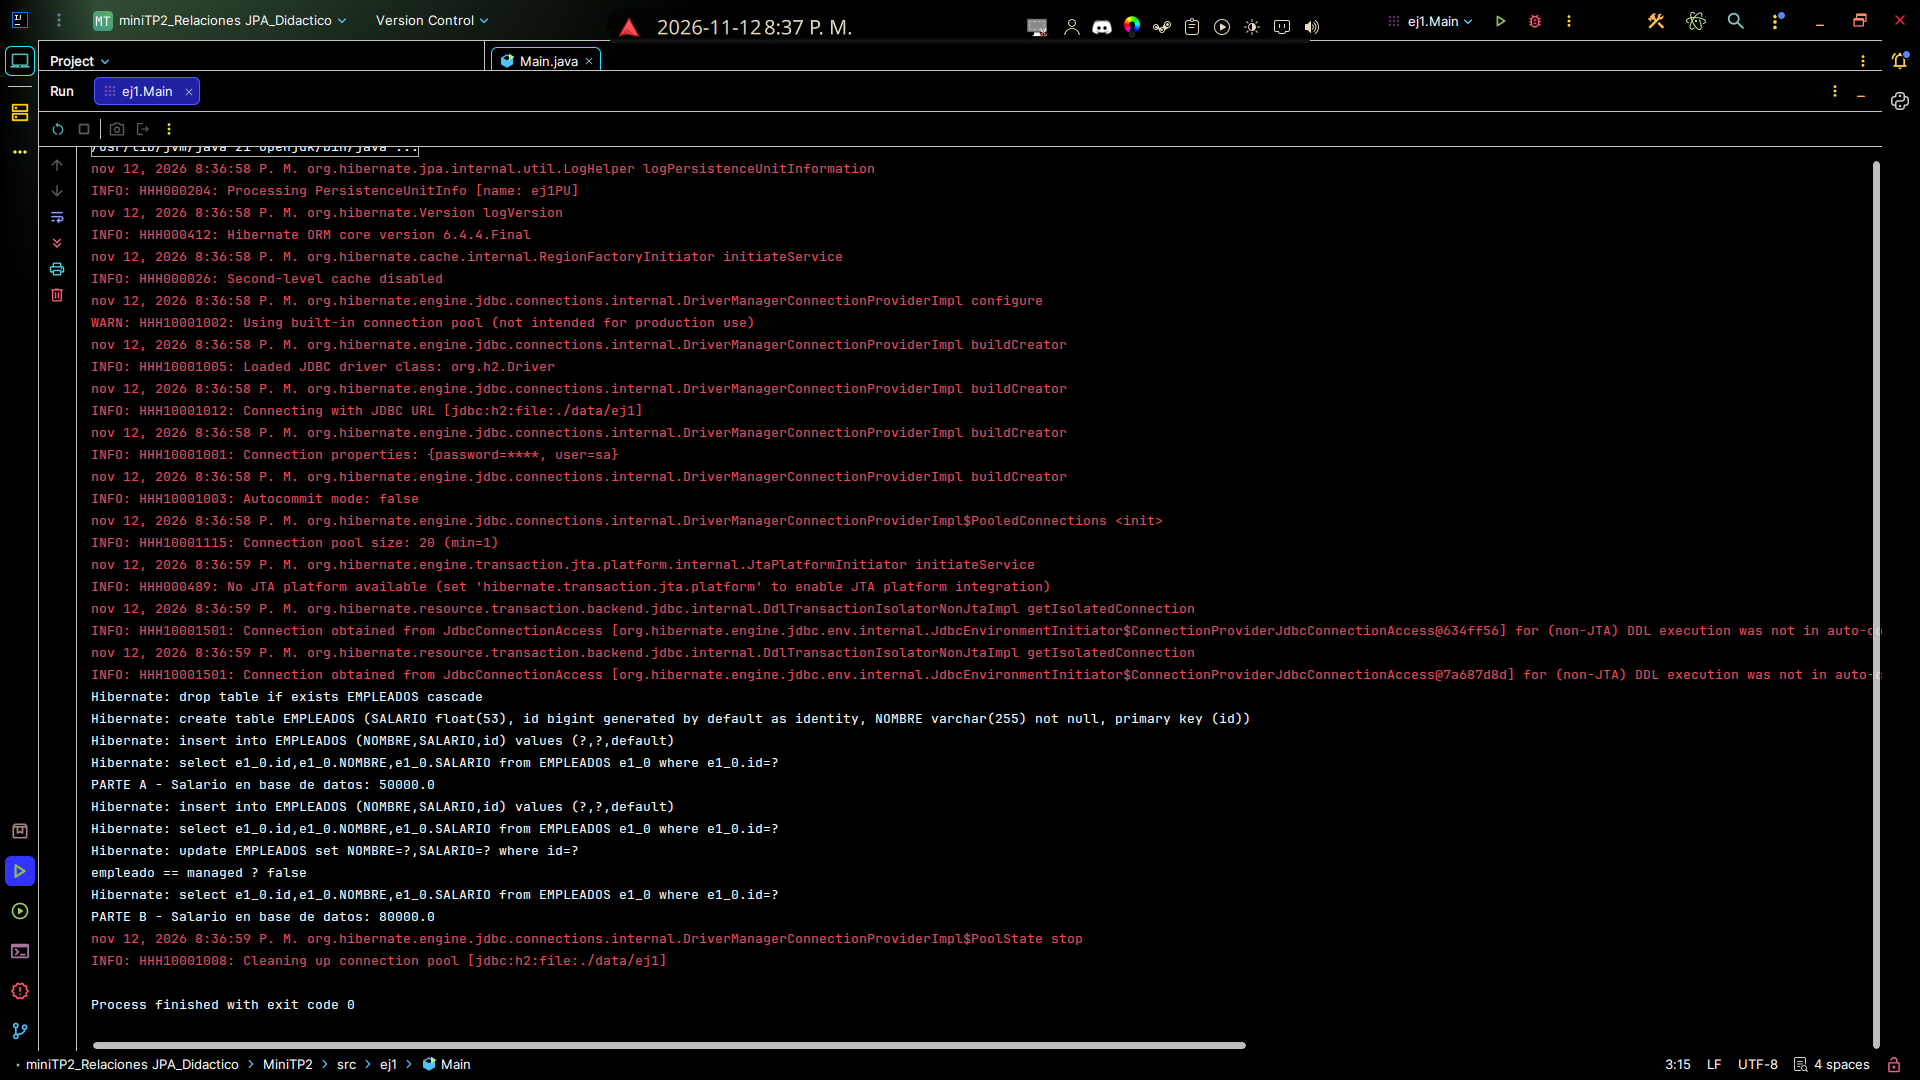 MT miniTP2_Relaciones JPA_Didactico Version Control 2026-11-12 8:37 P. M. ej1.Main
Project Main.java
Run ej1.Main
/usr/lib/jvm/java-21-openjdk/bin/java ...
nov 12, 2026 8:36:58 P. M. org.hibernate.jpa.internal.util.LogHelper logPersistenceUnitInformation
INFO: HHH000204: Processing PersistenceUnitInfo [name: ej1PU]
nov 12, 2026 8:36:58 P. M. org.hibernate.Version logVersion
INFO: HHH000412: Hibernate ORM core version 6.4.4.Final
nov 12, 2026 8:36:58 P. M. org.hibernate.cache.internal.RegionFactoryInitiator initiateService
INFO: HHH000026: Second-level cache disabled
nov 12, 2026 8:36:58 P. M. org.hibernate.engine.jdbc.connections.internal.DriverManagerConnectionProviderImpl configure
WARN: HHH10001002: Using built-in connection pool (not intended for production use)
nov 12, 2026 8:36:58 P. M. org.hibernate.engine.jdbc.connections.internal.DriverManagerConnectionProviderImpl buildCreator
INFO: HHH10001005: Loaded JDBC driver class: org.h2.Driver
nov 12, 2026 8:36:58 P. M. org.hibernate.engine.jdbc.connections.internal.DriverManagerConnectionProviderImpl buildCreator
INFO: HHH10001012: Connecting with JDBC URL [jdbc:h2:file:./data/ej1]
nov 12, 2026 8:36:58 P. M. org.hibernate.engine.jdbc.connections.internal.DriverManagerConnectionProviderImpl buildCreator
INFO: HHH10001001: Connection properties: {password=****, user=sa}
nov 12, 2026 8:36:58 P. M. org.hibernate.engine.jdbc.connections.internal.DriverManagerConnectionProviderImpl buildCreator
INFO: HHH10001003: Autocommit mode: false
nov 12, 2026 8:36:58 P. M. org.hibernate.engine.jdbc.connections.internal.DriverManagerConnectionProviderImpl$PooledConnections <init>
INFO: HHH10001115: Connection pool size: 20 (min=1)
nov 12, 2026 8:36:59 P. M. org.hibernate.engine.transaction.jta.platform.internal.JtaPlatformInitiator initiateService
INFO: HHH000489: No JTA platform available (set 'hibernate.transaction.jta.platform' to enable JTA platform integration)
nov 12, 2026 8:36:59 P. M. org.hibernate.resource.transaction.backend.jdbc.internal.DdlTransactionIsolatorNonJtaImpl getIsolatedConnection
INFO: HHH10001501: Connection obtained from JdbcConnectionAccess [org.hibernate.engine.jdbc.env.internal.JdbcEnvironmentInitiator$ConnectionProviderJdbcConnectionAccess@634ff56] for (non-JTA) DDL execution was not in auto-co
nov 12, 2026 8:36:59 P. M. org.hibernate.resource.transaction.backend.jdbc.internal.DdlTransactionIsolatorNonJtaImpl getIsolatedConnection
INFO: HHH10001501: Connection obtained from JdbcConnectionAccess [org.hibernate.engine.jdbc.env.internal.JdbcEnvironmentInitiator$ConnectionProviderJdbcConnectionAccess@7a687d8d] for (non-JTA) DDL execution was not in auto-c
Hibernate: drop table if exists EMPLEADOS cascade
Hibernate: create table EMPLEADOS (SALARIO float(53), id bigint generated by default as identity, NOMBRE varchar(255) not null, primary key (id))
Hibernate: insert into EMPLEADOS (NOMBRE,SALARIO,id) values (?,?,default)
Hibernate: select e1_0.id,e1_0.NOMBRE,e1_0.SALARIO from EMPLEADOS e1_0 where e1_0.id=?
PARTE A - Salario en base de datos: 50000.0
Hibernate: insert into EMPLEADOS (NOMBRE,SALARIO,id) values (?,?,default)
Hibernate: select e1_0.id,e1_0.NOMBRE,e1_0.SALARIO from EMPLEADOS e1_0 where e1_0.id=?
Hibernate: update EMPLEADOS set NOMBRE=?,SALARIO=? where id=?
empleado == managed ? false
Hibernate: select e1_0.id,e1_0.NOMBRE,e1_0.SALARIO from EMPLEADOS e1_0 where e1_0.id=?
PARTE B - Salario en base de datos: 80000.0
nov 12, 2026 8:36:59 P. M. org.hibernate.engine.jdbc.connections.internal.DriverManagerConnectionProviderImpl$PoolState stop
INFO: HHH10001008: Cleaning up connection pool [jdbc:h2:file:./data/ej1]
Process finished with exit code 0
miniTP2_Relaciones JPA_Didactico > MiniTP2 > src > ej1 > Main 3:15 LF UTF-8 4 spaces